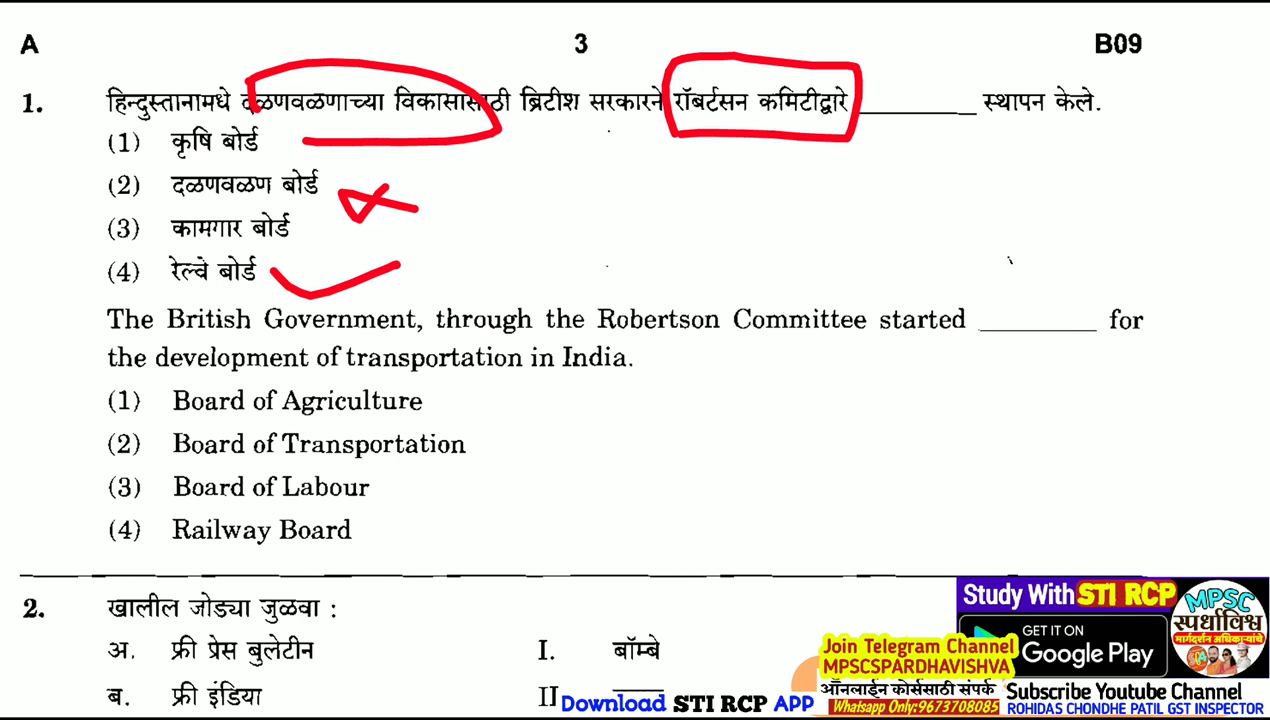 A 3 B09
1. हिन्दुस्तानामधे दळणवळणाच्या विकासासाठी ब्रिटीश सरकारने रॉबर्टसन कमिटीद्वारे ________ स्थापन केले.
(1) कृषि बोर्ड
(2) दळणवळण बोर्ड
(3) कामगार बोर्ड
(4) रेल्वे बोर्ड
The British Government, through the Robertson Committee started ________ for
the development of transportation in India.
(1) Board of Agriculture
(2) Board of Transportation
(3) Board of Labour
(4) Railway Board
2. खालील जोड्या जुळवा :
अ. फ्री प्रेस बुलेटीन I. बॉम्बे
ब. फ्री इंडिया II
Study With STI RCP
GET IT ON
Google Play
MPSC
स्पर्धाविश्व
मार्गदर्शन अधिकाऱ्यांचे
Join Telegram Channel
MPSCSPARDHAVISHVA
ऑनलाईन कोर्ससाठी संपर्क
Whatsapp Only:9673708085
Download STI RCP APP
Subscribe Youtube Channel
ROHIDAS CHONDHE PATIL GST INSPECTOR